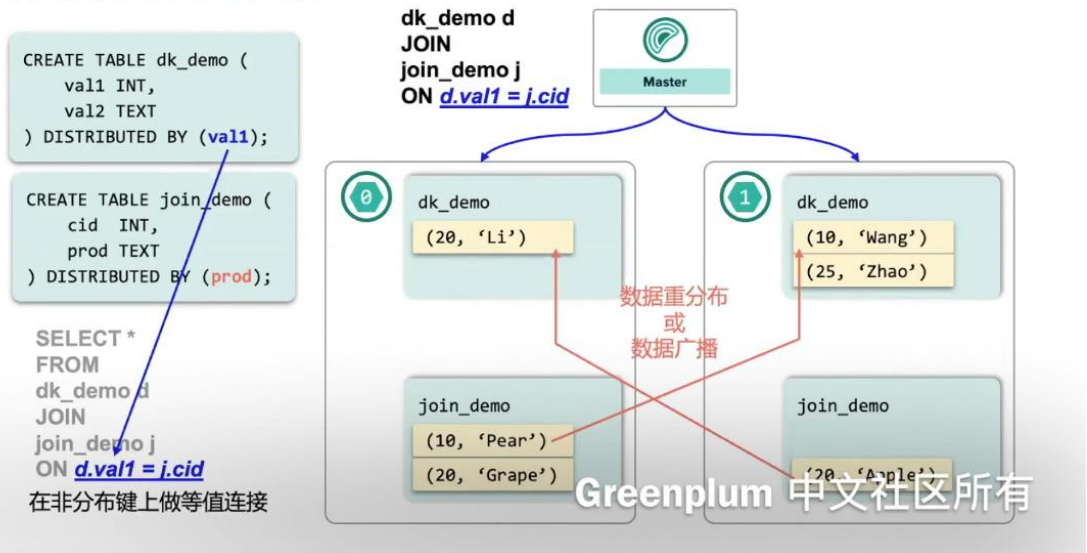 CREATE TABLE dk_demo (
val1 INT,
val2 TEXT
) DISTRIBUTED BY (val1);
CREATE TABLE join_demo (
cid INT,
prod TEXT
) DISTRIBUTED BY (prod);
SELECT *
FROM
dk_demo d
JOIN
join_demo j
ON d.val1 = j.cid
在非分布键上做等值连接
dk_demo d
JOIN
join_demo j
ON d.val1 = j.cid
Master
0
dk_demo
(20, ‘Li’)
join_demo
(10, ‘Pear’)
(20, ‘Grape’)
数据重分布
或
数据广播
1
dk_demo
(10, ‘Wang’)
(25, ‘Zhao’)
join_demo
(20, ‘Apple’)
Greenplum 中文社区所有